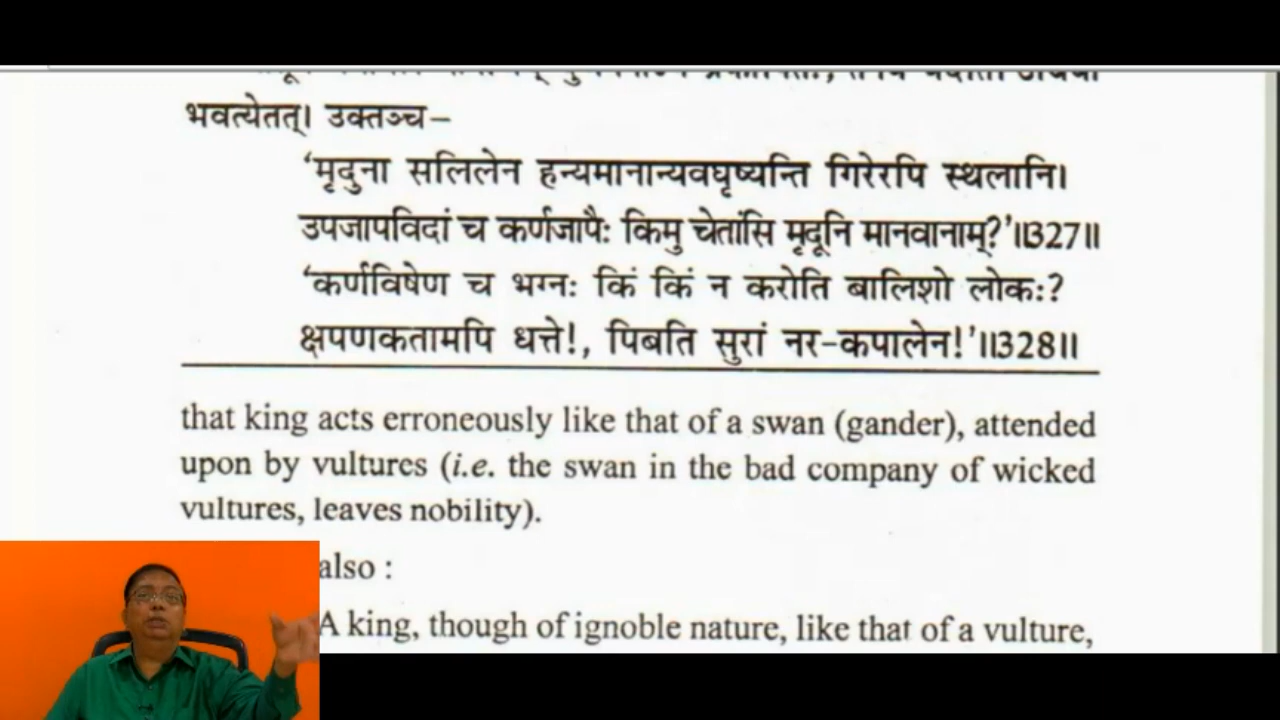 भवत्येतत्। उक्तञ्च–
‘मृदुना सलिलेन हन्यमानान्यवघृष्यन्ति गिरेरपि स्थलानि।
उपजापविदां च कर्णजापैः किमु चेतांसि मृदूनि मानवानाम्?’॥327॥
‘कर्णविषेण च भग्नः किं किं न करोति बालिशो लोकः?
क्षपणकतामपि धत्ते!, पिबति सुरां नर-कपालेन!’॥328॥
that king acts erroneously like that of a swan (gander), attended
upon by vultures (i.e. the swan in the bad company of wicked
vultures, leaves nobility).
also :
A king, though of ignoble nature, like that of a vulture,